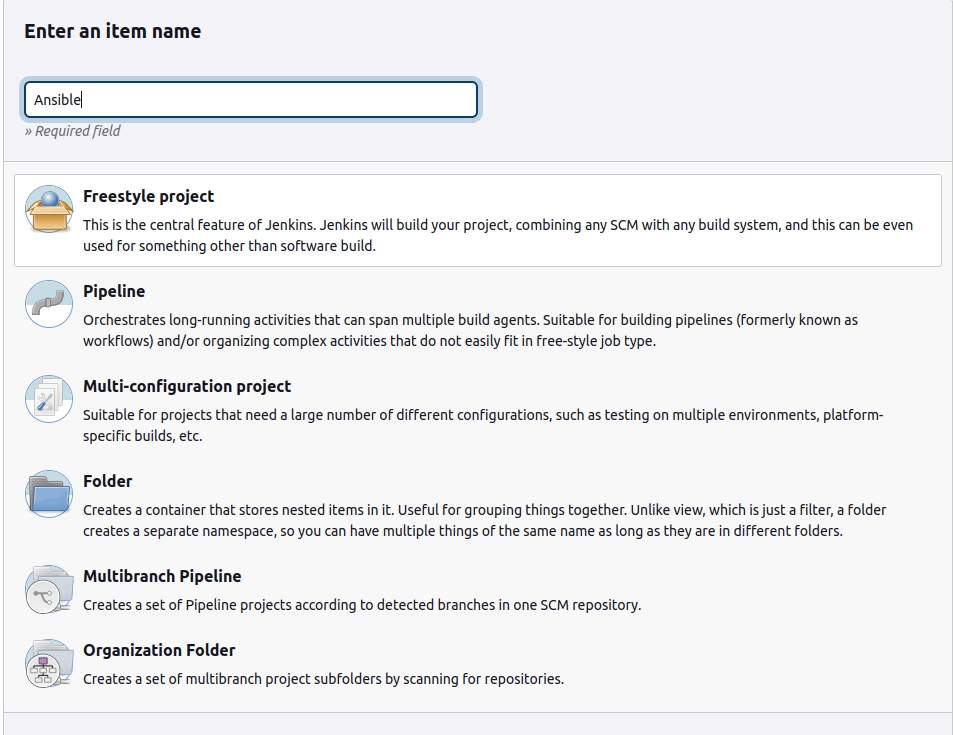 Enter an item name
Ansible
» Required field
Freestyle project
This is the central feature of Jenkins. Jenkins will build your project, combining any SCM with any build system, and this can be even
used for something other than software build.
Pipeline
Orchestrates long-running activities that can span multiple build agents. Suitable for building pipelines (formerly known as
workflows) and/or organizing complex activities that do not easily fit in free-style job type.
Multi-configuration project
Suitable for projects that need a large number of different configurations, such as testing on multiple environments, platform-
specific builds, etc.
Folder
Creates a container that stores nested items in it. Useful for grouping things together. Unlike view, which is just a filter, a folder
creates a separate namespace, so you can have multiple things of the same name as long as they are in different folders.
Multibranch Pipeline
Creates a set of Pipeline projects according to detected branches in one SCM repository.
Organization Folder
Creates a set of multibranch project subfolders by scanning for repositories.